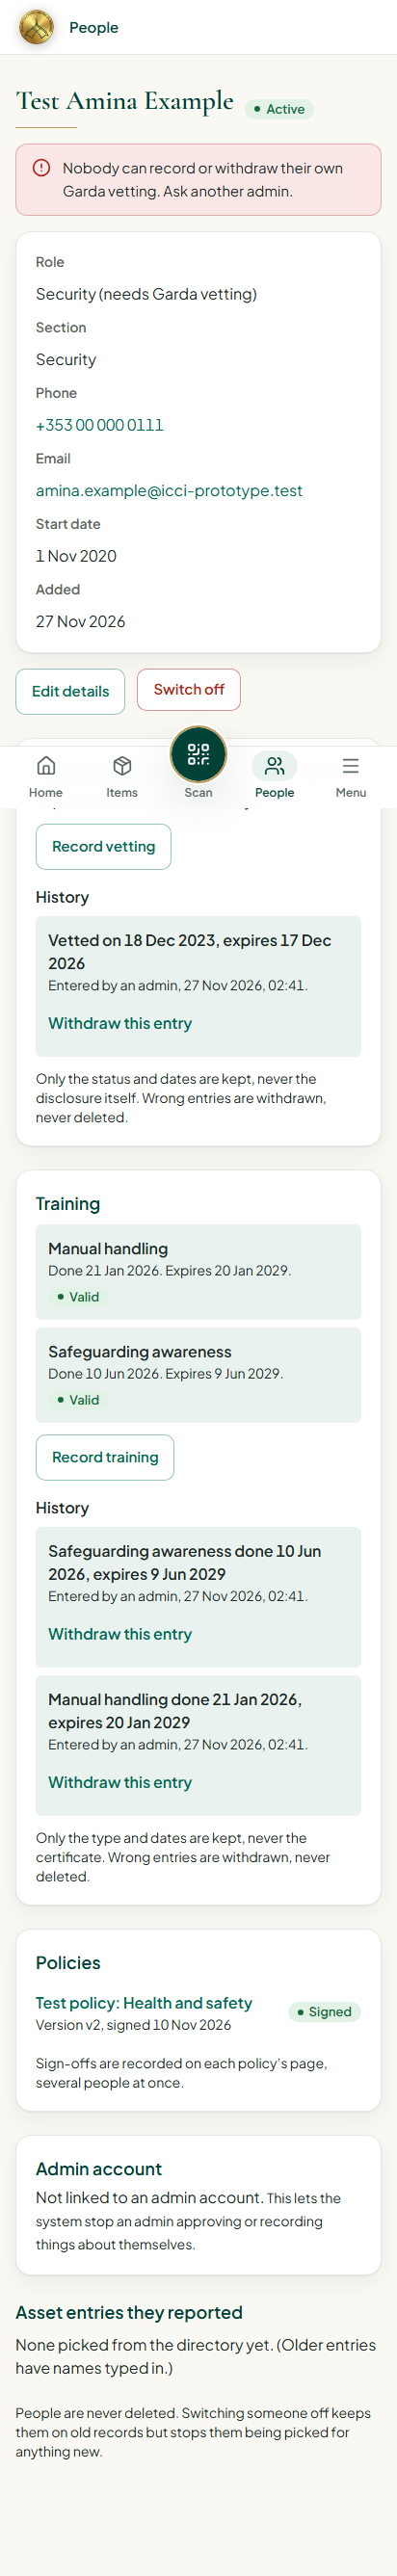 People
Test Amina Example
Active
Nobody can record or withdraw their own
Garda vetting. Ask another admin.
Role
Security (needs Garda vetting)
Section
Security
Phone
+353 00 000 0111
Email
amina.example@icci-prototype.test
Start date
1 Nov 2020
Added
27 Nov 2026
Edit details
Switch off
Home
Items
Scan
People
Menu
Record vetting
History
Vetted on 18 Dec 2023, expires 17 Dec
2026
Entered by an admin, 27 Nov 2026, 02:41.
Withdraw this entry
Only the status and dates are kept, never the
disclosure itself. Wrong entries are withdrawn,
never deleted.
Training
Manual handling
Done 21 Jan 2026. Expires 20 Jan 2029.
Valid
Safeguarding awareness
Done 10 Jun 2026. Expires 9 Jun 2029.
Valid
Record training
History
Safeguarding awareness done 10 Jun
2026, expires 9 Jun 2029
Entered by an admin, 27 Nov 2026, 02:41.
Withdraw this entry
Manual handling done 21 Jan 2026,
expires 20 Jan 2029
Entered by an admin, 27 Nov 2026, 02:41.
Withdraw this entry
Only the type and dates are kept, never the
certificate. Wrong entries are withdrawn, never
deleted.
Policies
Test policy: Health and safety
Signed
Version v2, signed 10 Nov 2026
Sign-offs are recorded on each policy's page,
several people at once.
Admin account
Not linked to an admin account. This lets the
system stop an admin approving or recording
things about themselves.
Asset entries they reported
None picked from the directory yet. (Older entries
have names typed in.)
People are never deleted. Switching someone off keeps
them on old records but stops them being picked for
anything new.